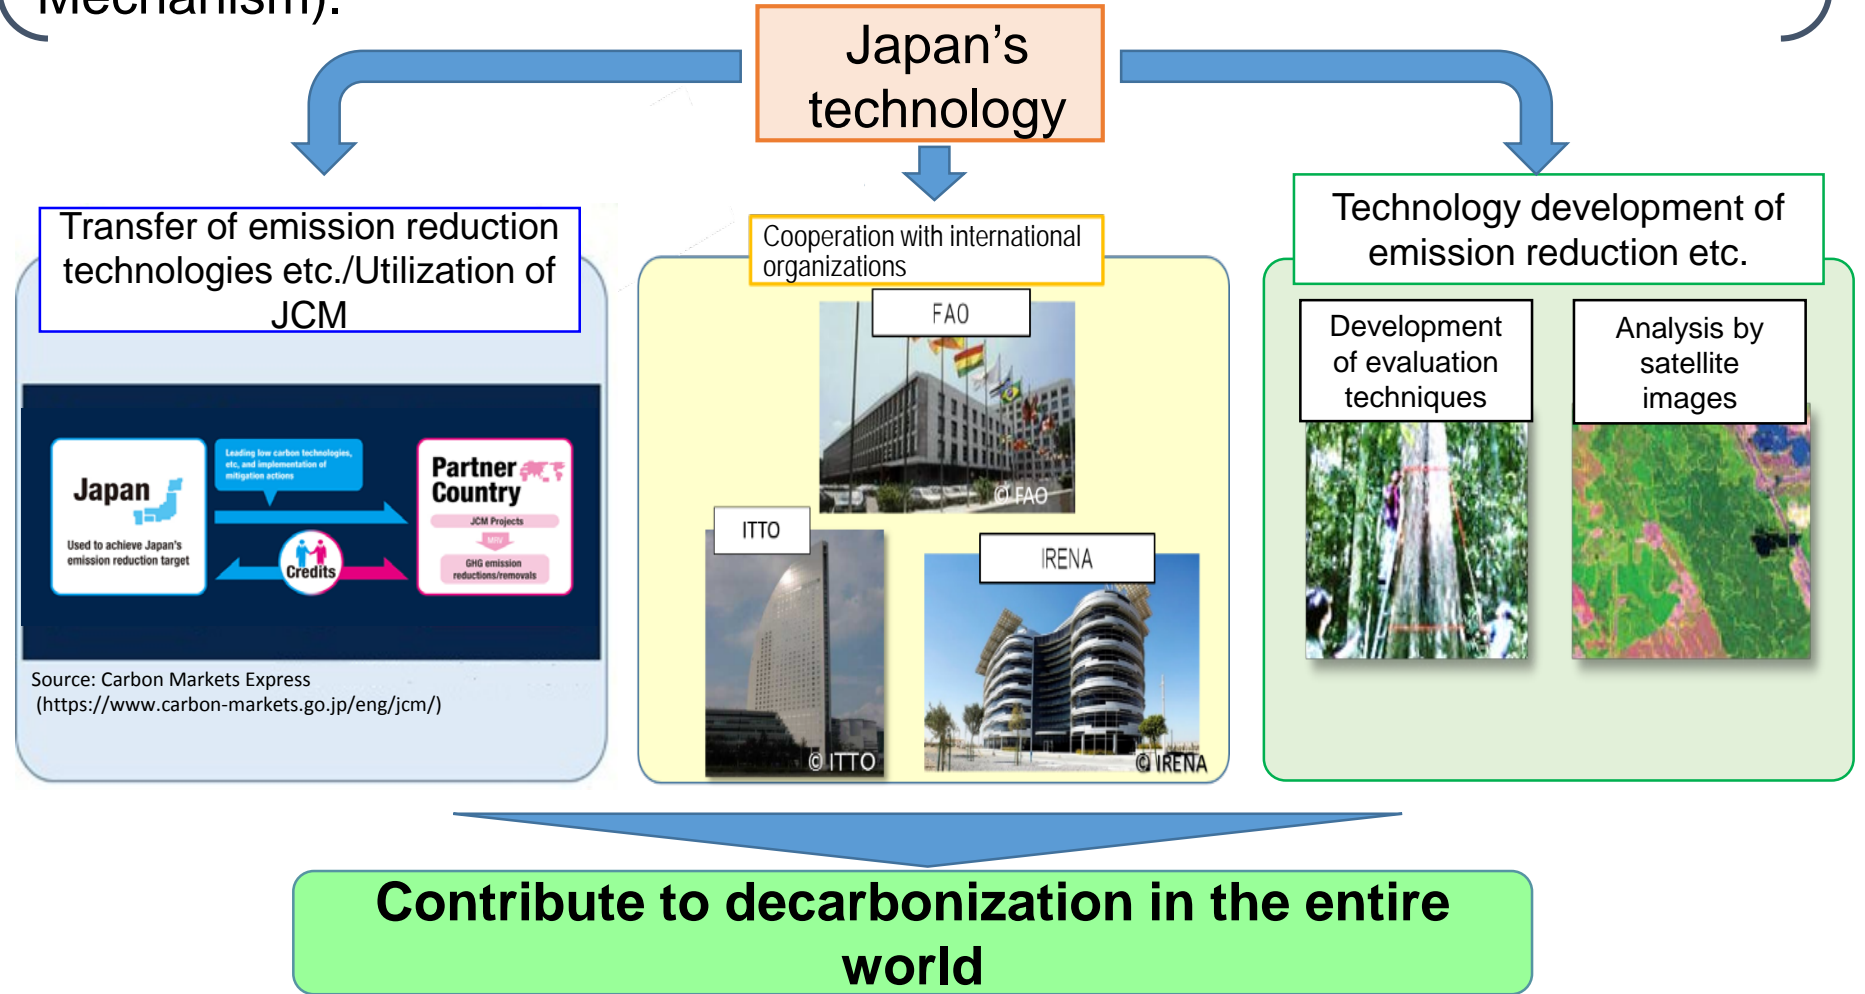 Mechanism).
Japan's
technology
Transfer of emission reduction
technologies etc./Utilization of
JCM
Japan
Used to achieve Japan's
emission reduction target
Leading low carbon technologies,
etc, and implementation of
mitigation actions
Credits
Partner
Country
JCM Projects
MRV
GHG emission
reductions/removals
Source: Carbon Markets Express
(https://www.carbon-markets.go.jp/eng/jcm/)
Cooperation with international
organizations
FAO
© FAO
ITTO
© ITTO
IRENA
© IRENA
Technology development of
emission reduction etc.
Development
of evaluation
techniques
Analysis by
satellite
images
Contribute to decarbonization in the entire
world